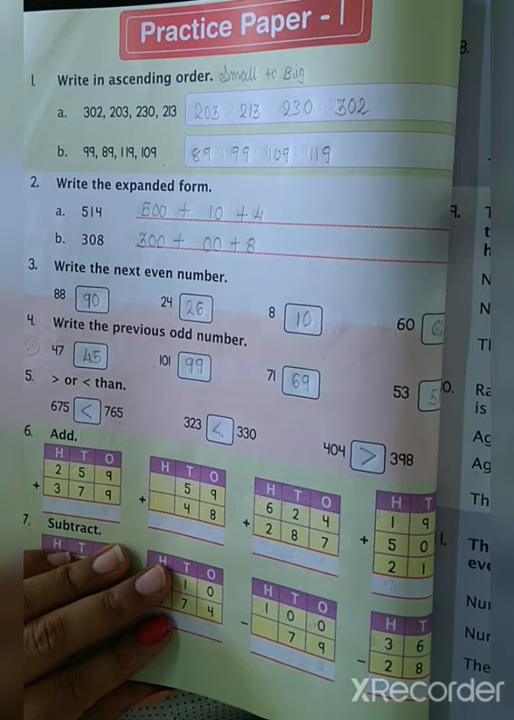 Practice Paper - 1
1. Write in ascending order. Small to Big
a. 302, 203, 230, 213 203 213 230 302
b. 99, 89, 119, 109 89 99 109 119
2. Write the expanded form.
a. 514 500 + 10 + 4
b. 308 300 + 00 + 8
3. Write the next even number.
88 90 24 26 8 10 60
4. Write the previous odd number.
47 45 101 99 71 69 53 5
5. > or < than.
675 < 765 323 < 330 404 > 398
6. Add.
H T O H T O H T O H T
2 5 9 5 9 6 2 4 1 9
+ 3 7 9 + 4 8 + 2 8 7 + 5 0
2 1
7. Subtract.
H T H T O H T O H T
1 0 1 0 0 3 6
7 4 - 7 9 - 2 8
8.
9.
XRecorder